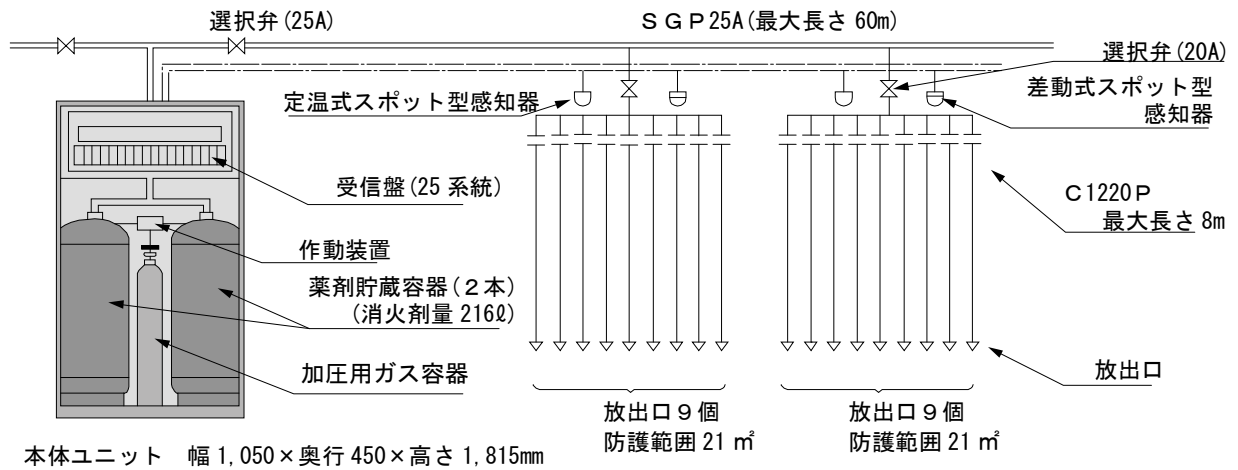 選択弁(25A)
ＳＧＰ25A(最大長さ 60m)
選択弁(20A)
定温式スポット型感知器
差動式スポット型
感知器
受信盤(25 系統)
Ｃ1220Ｐ
最大長さ 8m
作動装置
薬剤貯蔵容器(２本)
(消火剤量 216ℓ)
加圧用ガス容器
放出口
放出口９個
防護範囲 21 ㎡
放出口９個
防護範囲 21 ㎡
本体ユニット　幅 1,050×奥行 450×高さ 1,815mm